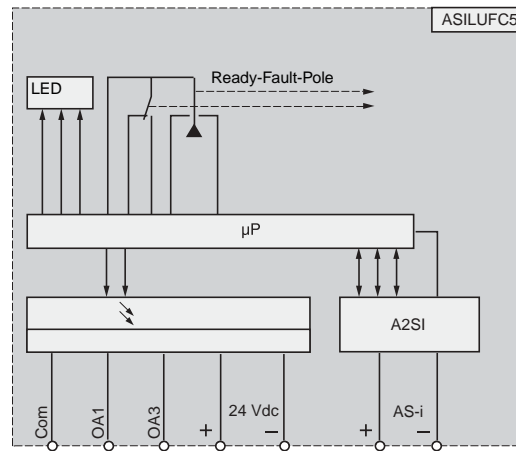 ASILUFC5
Ready-Fault-Pole
LED
µP
A2SI
Com
OA1
OA3
+
24 Vdc
–
+
AS-i
–